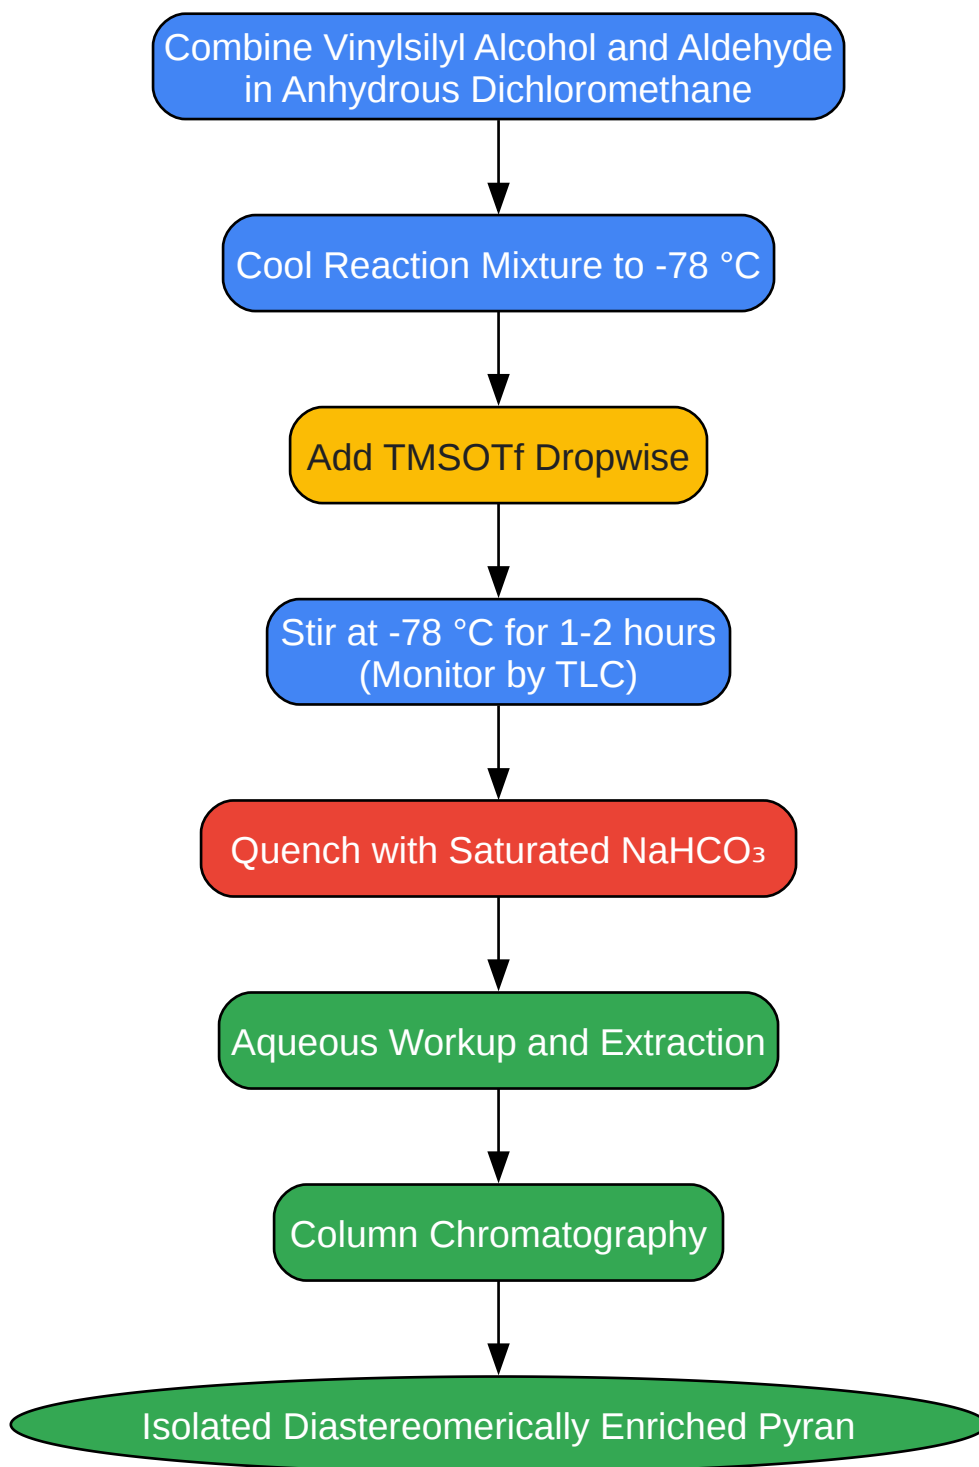 Combine Vinylsilyl Alcohol and Aldehyde
in Anhydrous Dichloromethane
Cool Reaction Mixture to -78 °C
Add TMSOTf Dropwise
Stir at -78 °C for 1-2 hours
(Monitor by TLC)
Quench with Saturated NaHCO₃
Aqueous Workup and Extraction
Column Chromatography
Isolated Diastereomerically Enriched Pyran